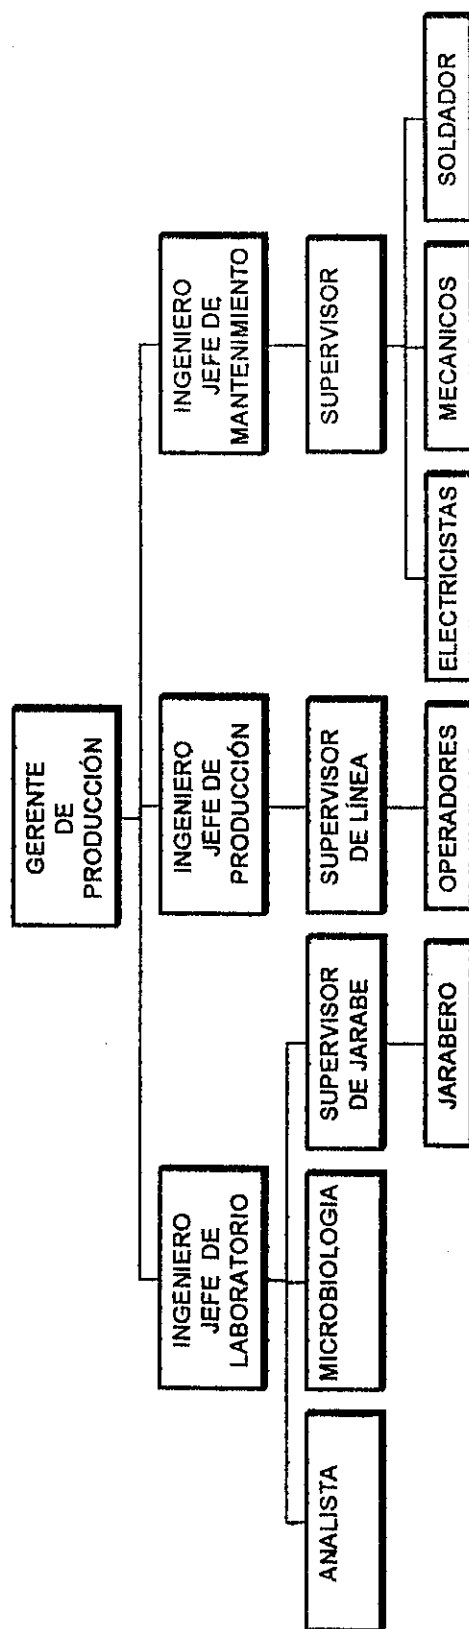 GERENTE
DE
PRODUCCIÓN
INGENIERO
JEFE DE
LABORATORIO
INGENIERO
JEFE DE
PRODUCCIÓN
INGENIERO
JEFE DE
MANTENIMIENTO
ANALISTA
MICROBIOLOGIA
SUPERVISOR
DE JARABE
SUPERVISOR
DE LÍNEA
SUPERVISOR
JARABERO
OPERADORES
ELECTRICISTAS
MECANICOS
SOLDADOR